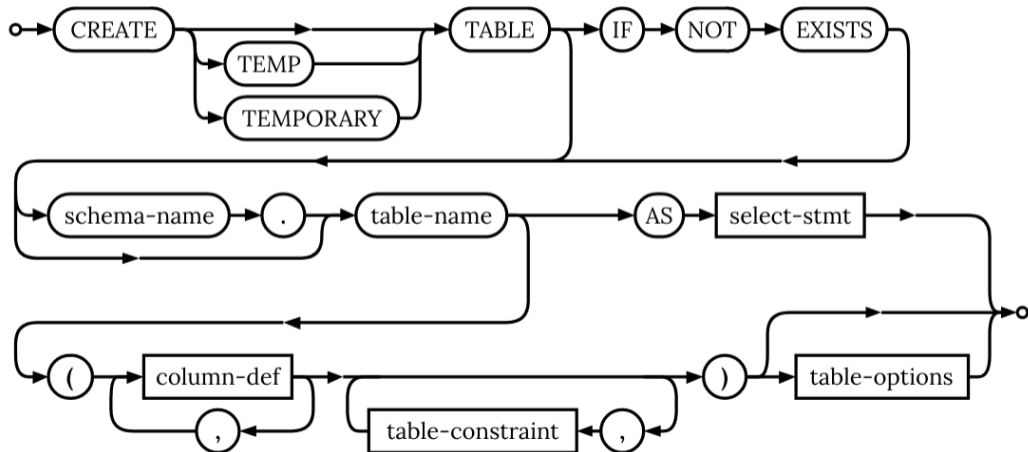 CREATE TABLE IF NOT EXISTS
TEMP
TEMPORARY
schema-name . table-name AS select-stmt
( column-def ) table-options
, table-constraint ,